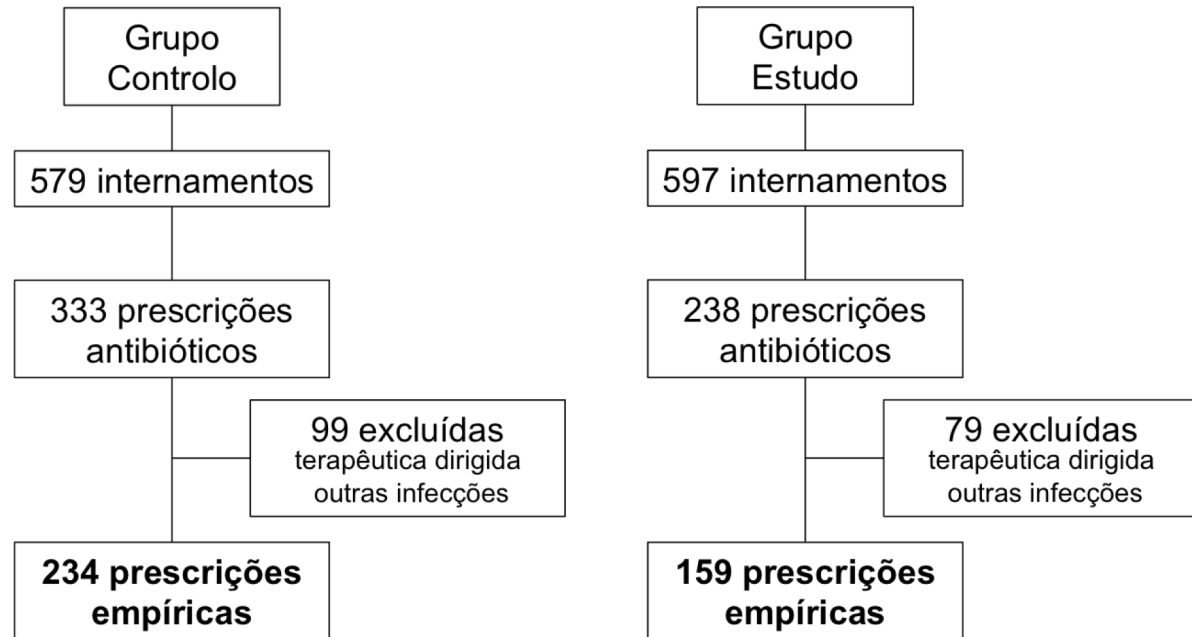 Grupo
Controlo
579 internamentos
333 prescrições
antibióticos
99 excluídas
terapêutica dirigida
outras infecções
234 prescrições
empíricas
Grupo
Estudo
597 internamentos
238 prescrições
antibióticos
79 excluídas
terapêutica dirigida
outras infecções
159 prescrições
empíricas